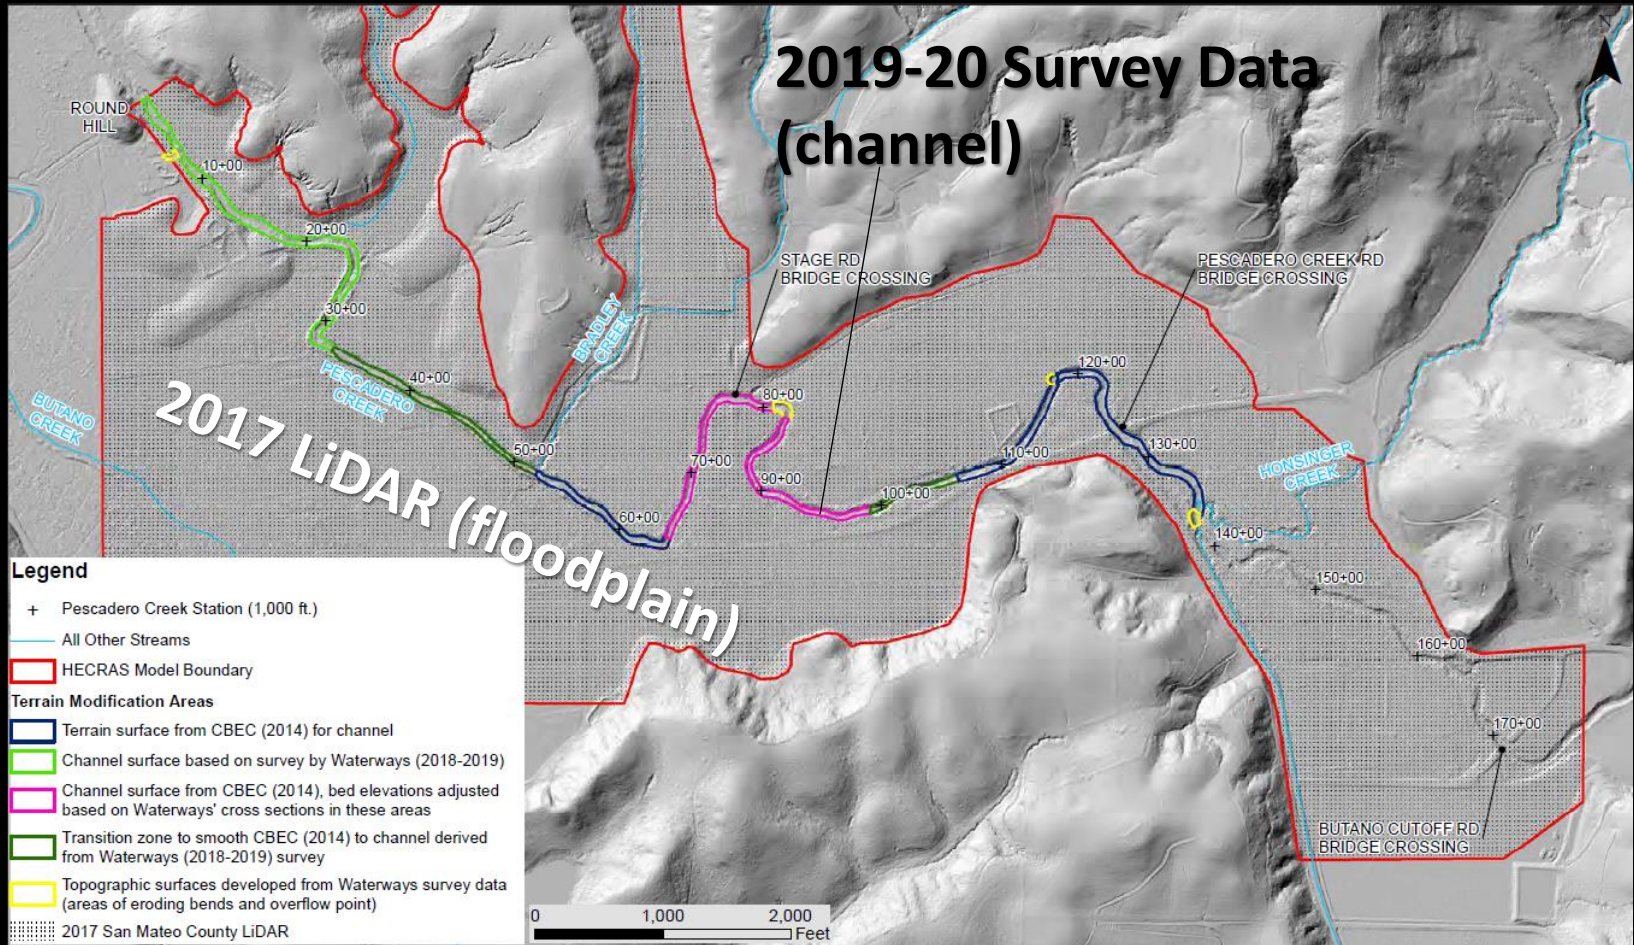 2019-20 Survey Data
(channel)
N
ROUND
HILL
10+00
20+00
STAGE RD
BRIDGE CROSSING
PESCADERO CREEK RD
BRIDGE CROSSING
30+00
BRADLEY
CREEK
PESCADERO
CREEK
40+00
120+00
80+00
BUTANO
CREEK
2017 LiDAR (floodplain)
50+00
70+00
110+00
130+00
HONSINGER
CREEK
90+00
100+00
60+00
140+00
150+00
160+00
170+00
BUTANO CUTOFF RD
BRIDGE CROSSING
Legend
Pescadero Creek Station (1,000 ft.)
All Other Streams
HECRAS Model Boundary
Terrain Modification Areas
Terrain surface from CBEC (2014) for channel
Channel surface based on survey by Waterways (2018-2019)
Channel surface from CBEC (2014), bed elevations adjusted
based on Waterways' cross sections in these areas
Transition zone to smooth CBEC (2014) to channel derived
from Waterways (2018-2019) survey
Topographic surfaces developed from Waterways survey data
(areas of eroding bends and overflow point)
2017 San Mateo County LiDAR
0 1,000 2,000
Feet